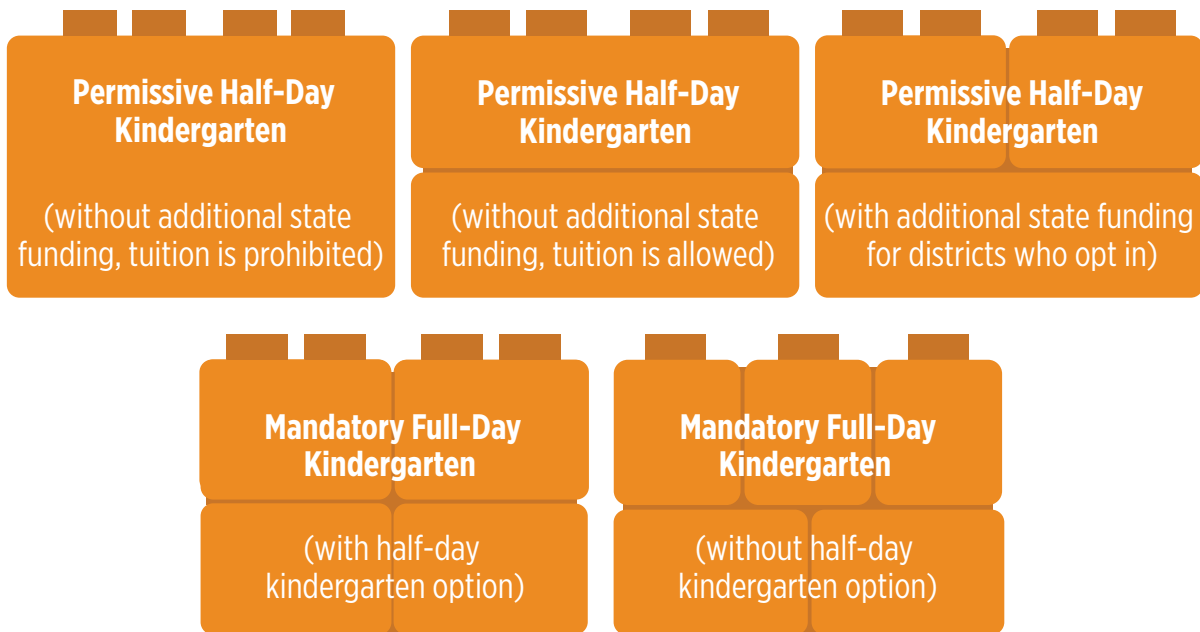 Permissive Half-Day
Kindergarten
(without additional state
funding, tuition is prohibited)
Permissive Half-Day
Kindergarten
(without additional state
funding, tuition is allowed)
Permissive Half-Day
Kindergarten
(with additional state funding
for districts who opt in)
Mandatory Full-Day
Kindergarten
(with half-day
kindergarten option)
Mandatory Full-Day
Kindergarten
(without half-day
kindergarten option)